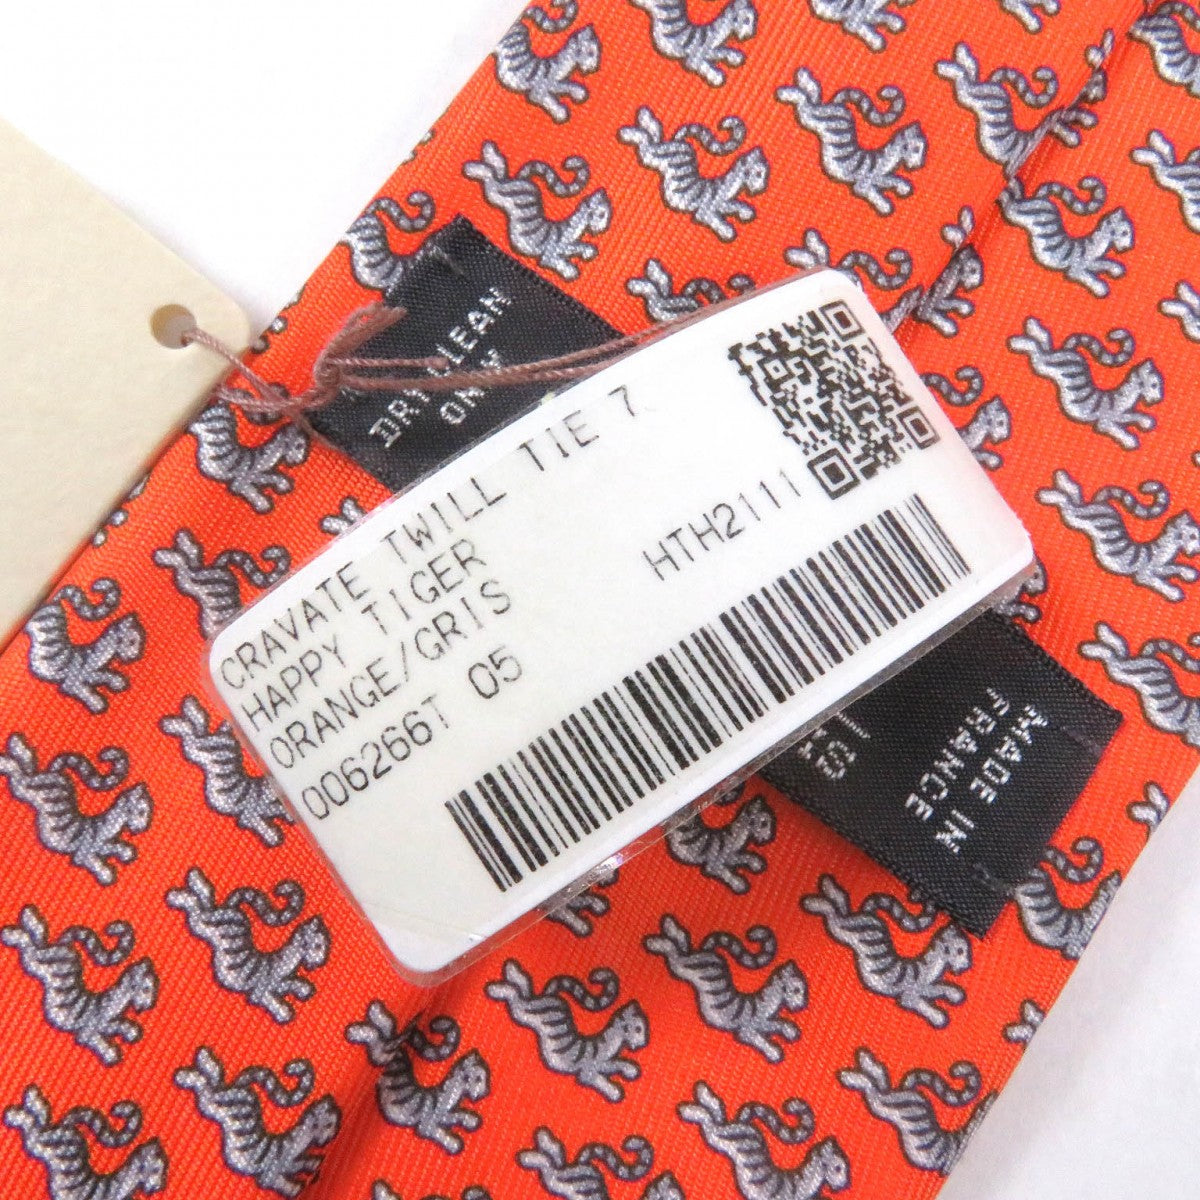 DRY CLEAN
ONLY
CRAVATE TWILL TIE 7
HAPPY TIGER
ORANGE/GRIS
006266T 05
HTH2111
MADE IN
FRANCE